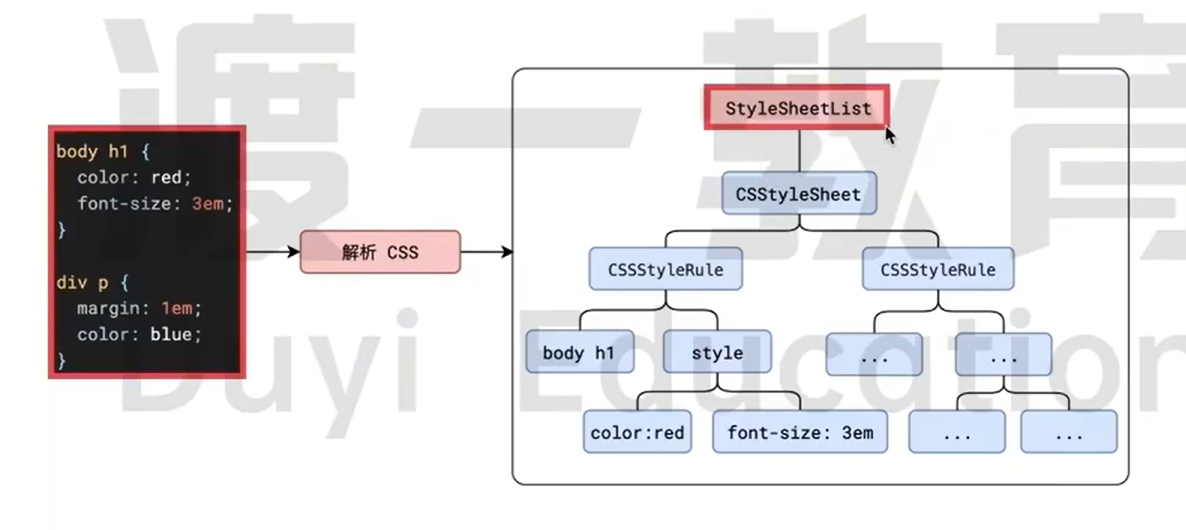 渡一教育
Duyi Education
body h1 {
color: red;
font-size: 3em;
}
div p {
margin: 1em;
color: blue;
}
解析 CSS
StyleSheetList
CSStyleSheet
CSSStyleRule
CSSStyleRule
body h1
style
...
...
color:red
font-size: 3em
...
...